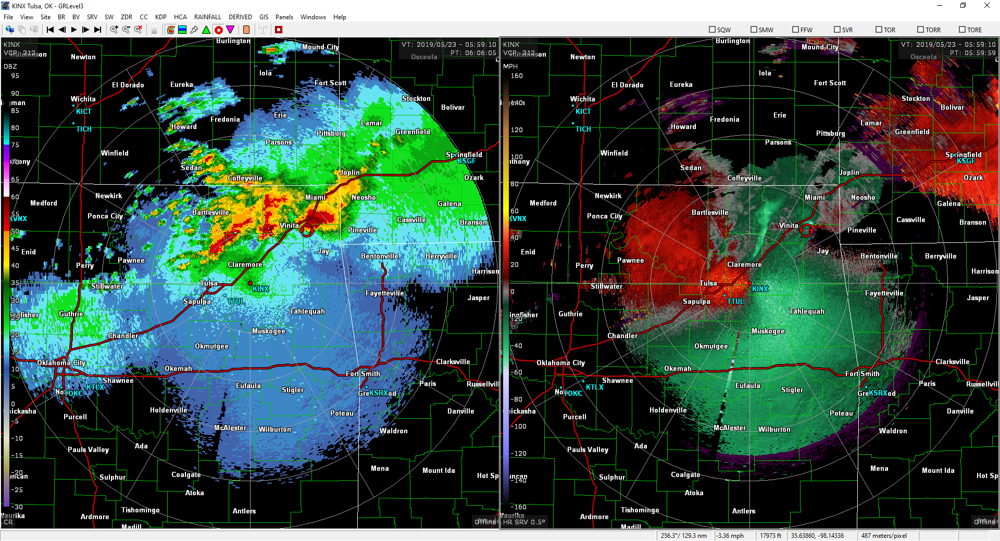 KINX Tulsa, OK - GRLevel3
File View Site BR BV SRV SW ZDR CC KDP HCA RAINFALL DERIVED GIS Panels Windows Help
SQW SMW FFW SVR TOR TORR TORE
KINX
VCP: 212
DBZ
95
90
85
80
75
70
65
60
55
50
45
40
35
30
25
20
15
10
5
0
-5
-10
-15
-20
-25
-30
CR
VT: 2019/05/23 - 05:59:10
PT: 06:06:05
Burlington
Mound City
Osceola
Newton
Iola
El Dorado
Eureka
Fort Scott
Wichita
KICT
Stockton
Bolivar
TICH
Howard
Fredonia
Erie
Lamar
Pittsburg
Greenfield
Parsons
Winfield
Springfield
KSGF
Sedan
Coffeyville
Joplin
Ozark
Newkirk
Medford
Miami
Neosho
Galena
Ponca City
Bartlesville
KVNX
Vinita
Pineville
Cassville
Branson
Enid
Pawnee
Jay
Bentonville
Berryville
Perry
Claremore
Harrison
Stillwater
Tulsa
KINX
Sapulpa
TTUL
Fayetteville
Jasper
Guthrie
Tahlequah
Muskogee
Chandler
Okmulgee
Oklahoma City
Okemah
Clarksville
Shawnee
Fort Smith
KTLX
TOKC
Eufaula
Stigler
KSRX
Paris
Russellvil
Holdenville
Poteau
Danville
Purcell
McAlester
Wilburton
Waldron
Pauls Valley
Ada
Mena
Mount Ida
Hot Sp
Sulphur
Coalgate
Atoka
Tishomingo
Antlers
Ardmore
Madill
Offline
KINX
VCP: 212
MPH
160
140
120
100
80
60
40
20
0
-20
-40
-60
-80
-100
-120
-140
-160
HR SRV 0.5°
VT: 2019/05/23 - 05:59:10
PT: 05:59:59
Burlington
Mound City
Osceola
Newton
Iola
El Dorado
Eureka
Fort Scott
Wichita
KICT
Stockton
Bolivar
TICH
Howard
Fredonia
Erie
Lamar
Pittsburg
Greenfield
Parsons
Winfield
Springfield
KSGF
Sedan
Coffeyville
Joplin
Ozark
Newkirk
Medford
Miami
Neosho
Galena
Ponca City
Bartlesville
KVNX
Vinita
Pineville
Cassville
Branson
Enid
Pawnee
Jay
Bentonville
Berryville
Perry
Claremore
Harrison
Stillwater
Tulsa
KINX
Sapulpa
TTUL
Fayetteville
Jasper
Guthrie
Tahlequah
Muskogee
Chandler
Okmulgee
Oklahoma City
Okemah
Clarksville
Shawnee
Fort Smith
KTLX
TOKC
Eufaula
Stigler
KSRX
Paris
Russellvil
Holdenville
Poteau
Danville
Purcell
McAlester
Wilburton
Waldron
Pauls Valley
Ada
Mena
Mount Ida
Hot Sp
Sulphur
Coalgate
Atoka
Tishomingo
Antlers
Ardmore
Madill
Offline
256.3°/ 129.3 nm -3.36 mph 17973 ft 35.63860, -98.14336 487 meters/pixel